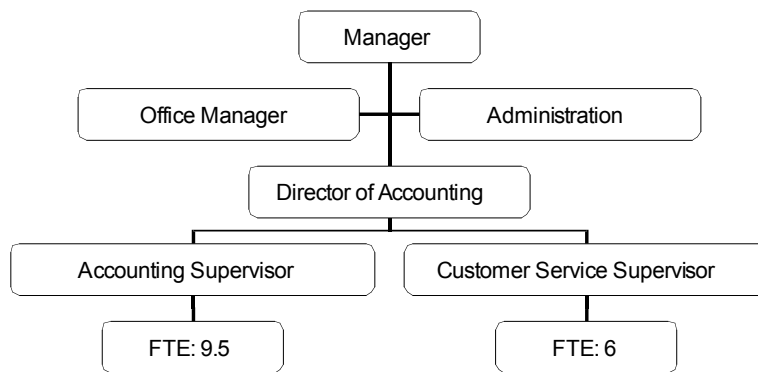 Manager
Office Manager
Administration
Director of Accounting
Accounting Supervisor
Customer Service Supervisor
FTE: 9.5
FTE: 6